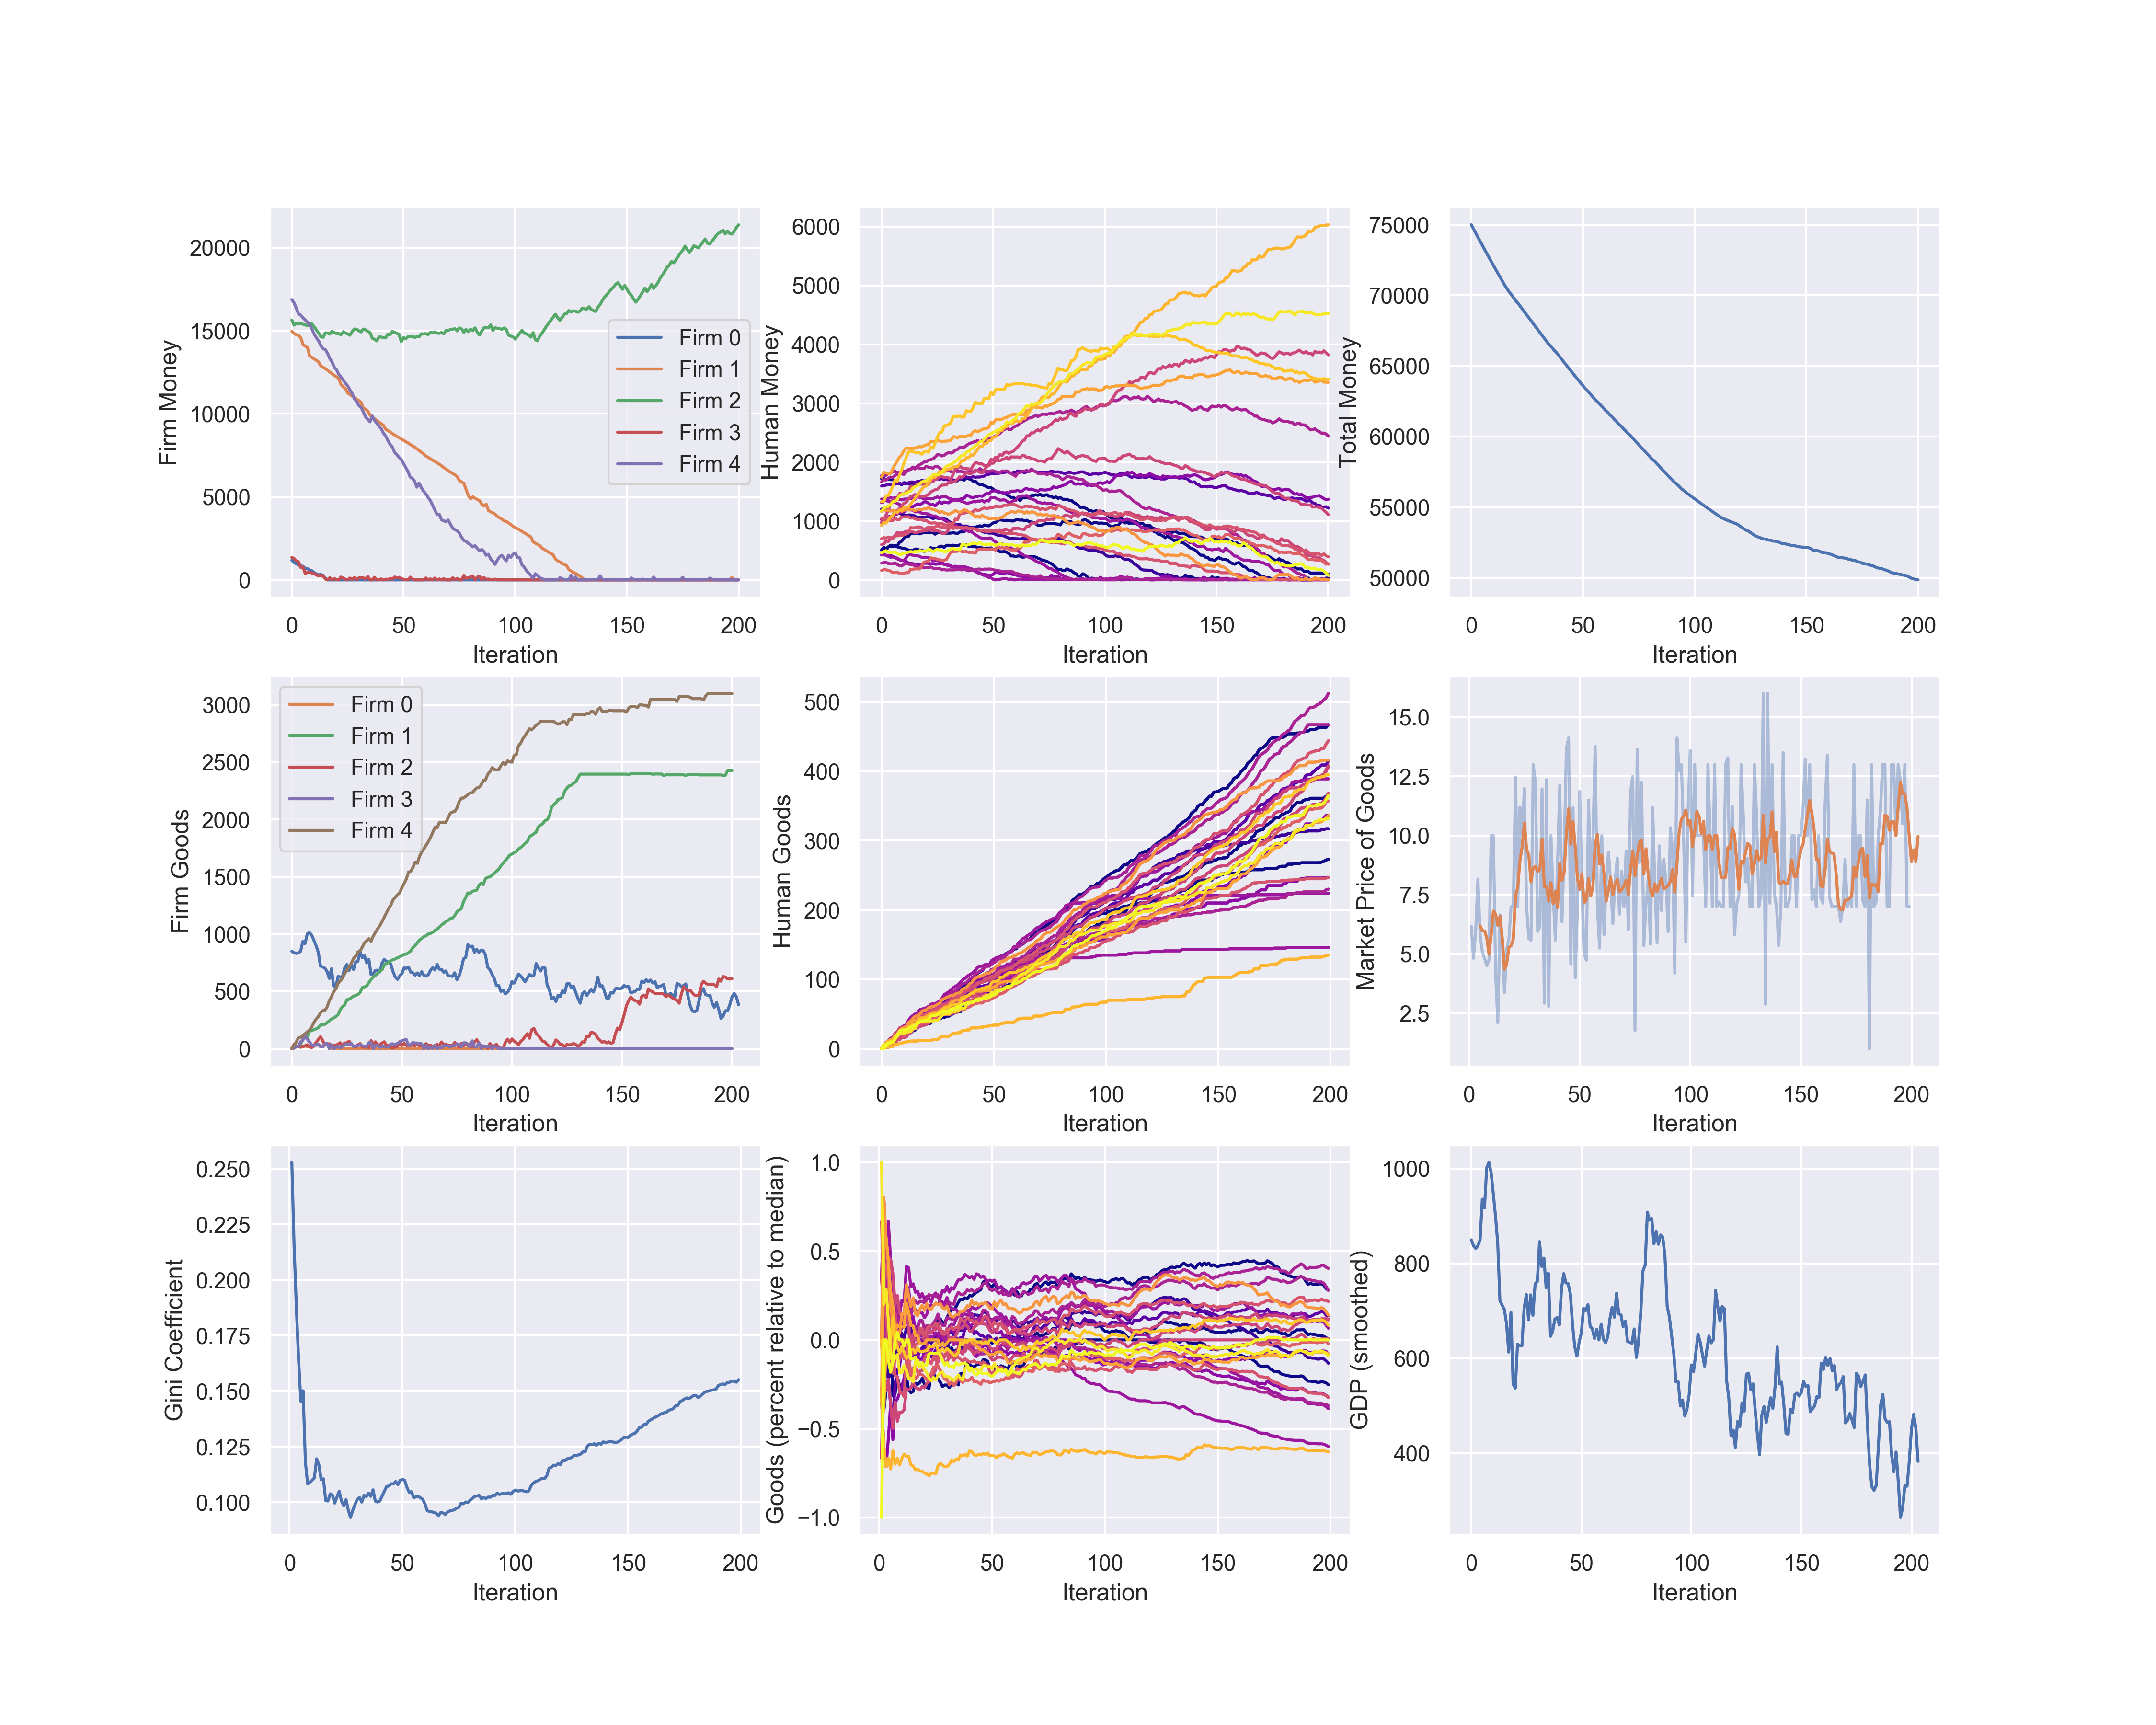 Firm Money
20000
15000
10000
5000
0
Firm 0
Firm 1
Firm 2
Firm 3
Firm 4
0 50 100 150 200
Iteration
Human Money
6000
5000
4000
3000
2000
1000
0
0 50 100 150 200
Iteration
Total Money
75000
70000
65000
60000
55000
50000
0 50 100 150 200
Iteration
Firm Goods
3000
2500
2000
1500
1000
500
0
Firm 0
Firm 1
Firm 2
Firm 3
Firm 4
0 50 100 150 200
Iteration
Human Goods
500
400
300
200
100
0
0 50 100 150 200
Iteration
Market Price of Goods
15.0
12.5
10.0
7.5
5.0
2.5
0 50 100 150 200
Iteration
Gini Coefficient
0.250
0.225
0.200
0.175
0.150
0.125
0.100
0 50 100 150 200
Iteration
Goods (percent relative to median)
1.0
0.5
0.0
−0.5
−1.0
0 50 100 150 200
Iteration
GDP (smoothed)
1000
800
600
400
0 50 100 150 200
Iteration